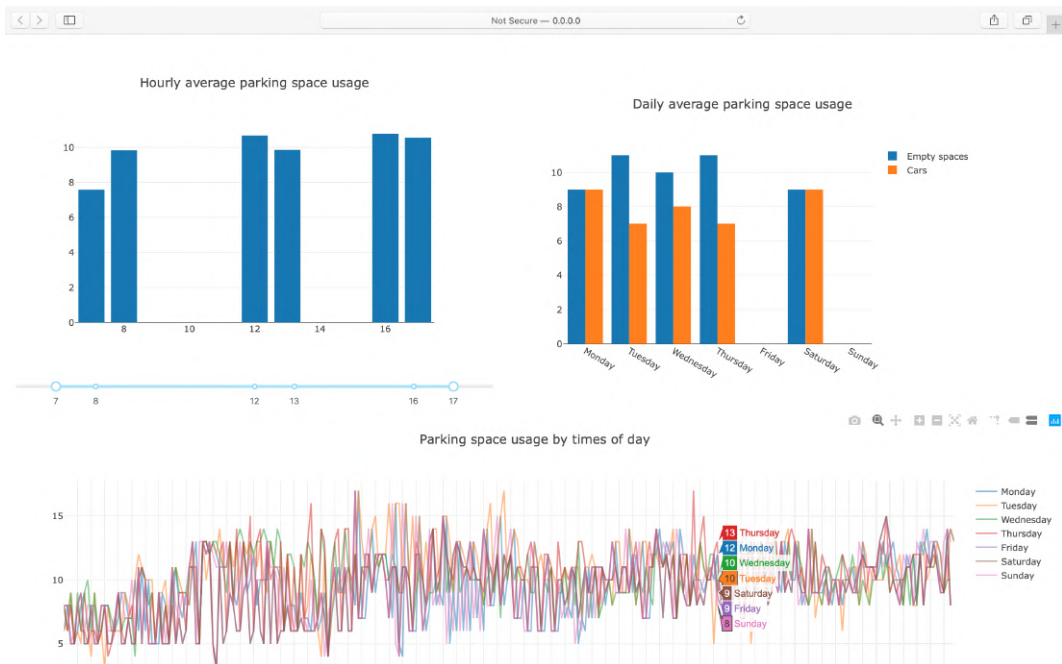 Not Secure — 0.0.0.0
Hourly average parking space usage
10
8
6
4
2
0
8 10 12 14 16
7 8 12 13 16 17
Daily average parking space usage
10
8
6
4
2
0
Monday Tuesday Wednesday Thursday Friday Saturday Sunday
Empty spaces
Cars
Parking space usage by times of day
15
10
5
13 Thursday
12 Monday
10 Wednesday
10 Tuesday
9 Saturday
9 Friday
8 Sunday
Monday
Tuesday
Wednesday
Thursday
Friday
Saturday
Sunday